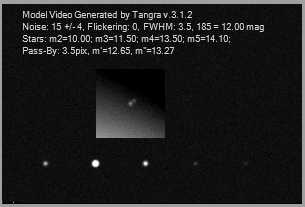 Model Video Generated by Tangra v.3.1.2
Noise: 15 +/- 4, Flickering: 0, FWHM: 3.5, 185 = 12.00 mag
Stars: m2=10.00; m3=11.50; m4=13.50; m5=14.10;
Pass-By: 3.5pix, m'=12.65, m"=13.27